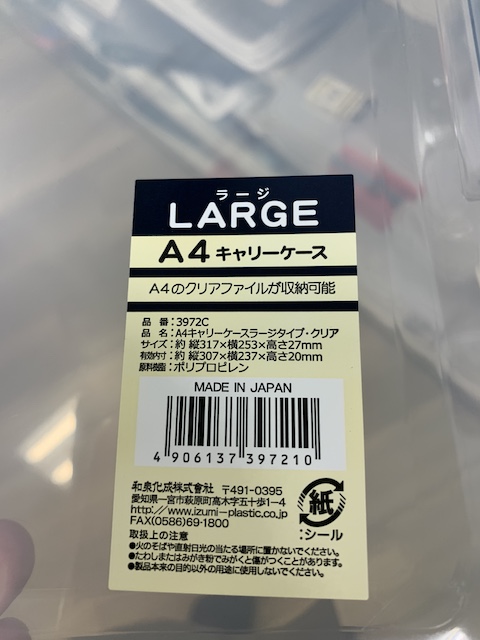 ラージ
LARGE
A4 キャリーケース
A4のクリアファイルが収納可能
品 番：3972C
品 名：A4キャリーケースラージタイプ・クリア
サイズ：約 縦317×横253×高さ27mm
有効内寸：約 縦307×横237×高さ20mm
原料樹脂：ポリプロピレン
MADE IN JAPAN
4 906137 397210
和泉化成株式會社 〒491-0395
愛知県一宮市萩原町高木字五十歩1-4
http://www.izumi-plastic.co.jp
FAX(0586)69-1800
紙
:シール
取扱上の注意
●火のそばや直射日光の当たる場所に置かないでください。
●たわしまたはみがき粉でみがくと傷がつくことがあります。
●製品本来の目的以外の用途に使用しないでください。